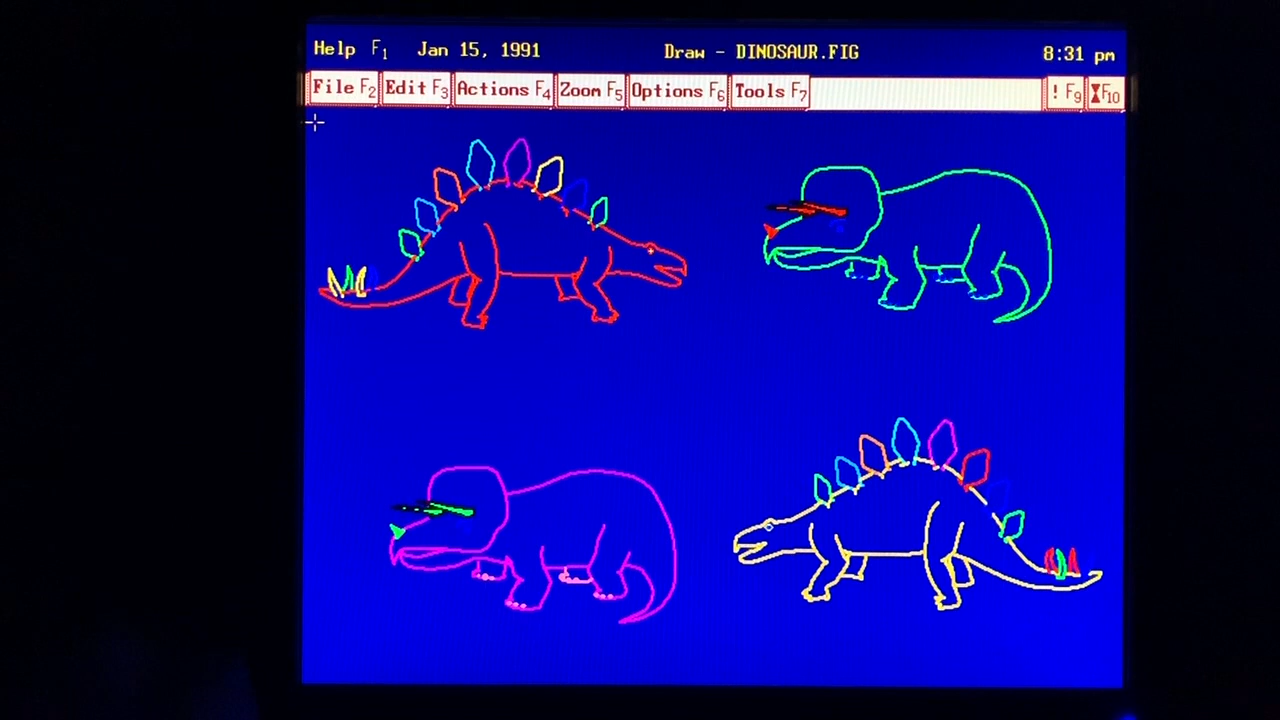 Help F1 Jan 15, 1991 Draw - DINOSAUR.FIG 8:31 pm
File F2 Edit F3 Actions F4 Zoom F5 Options F6 Tools F7 ! F9 F10